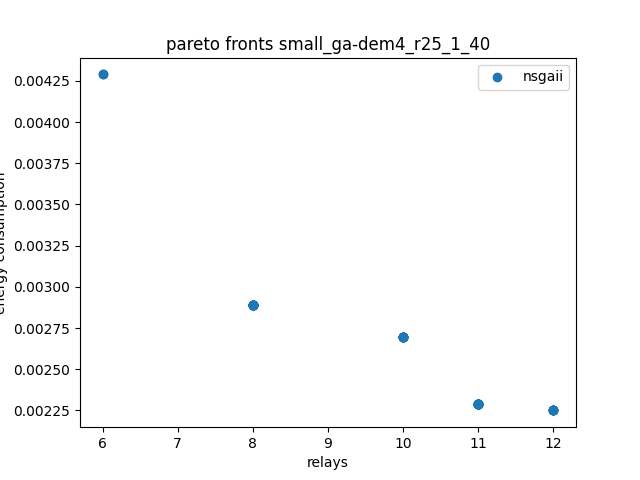 pareto fronts small_ga-dem4_r25_1_40
nsgaii
0.00425
0.00400
0.00375
0.00350
0.00325
0.00300
0.00275
0.00250
0.00225
energy consumption
6 7 8 9 10 11 12
relays